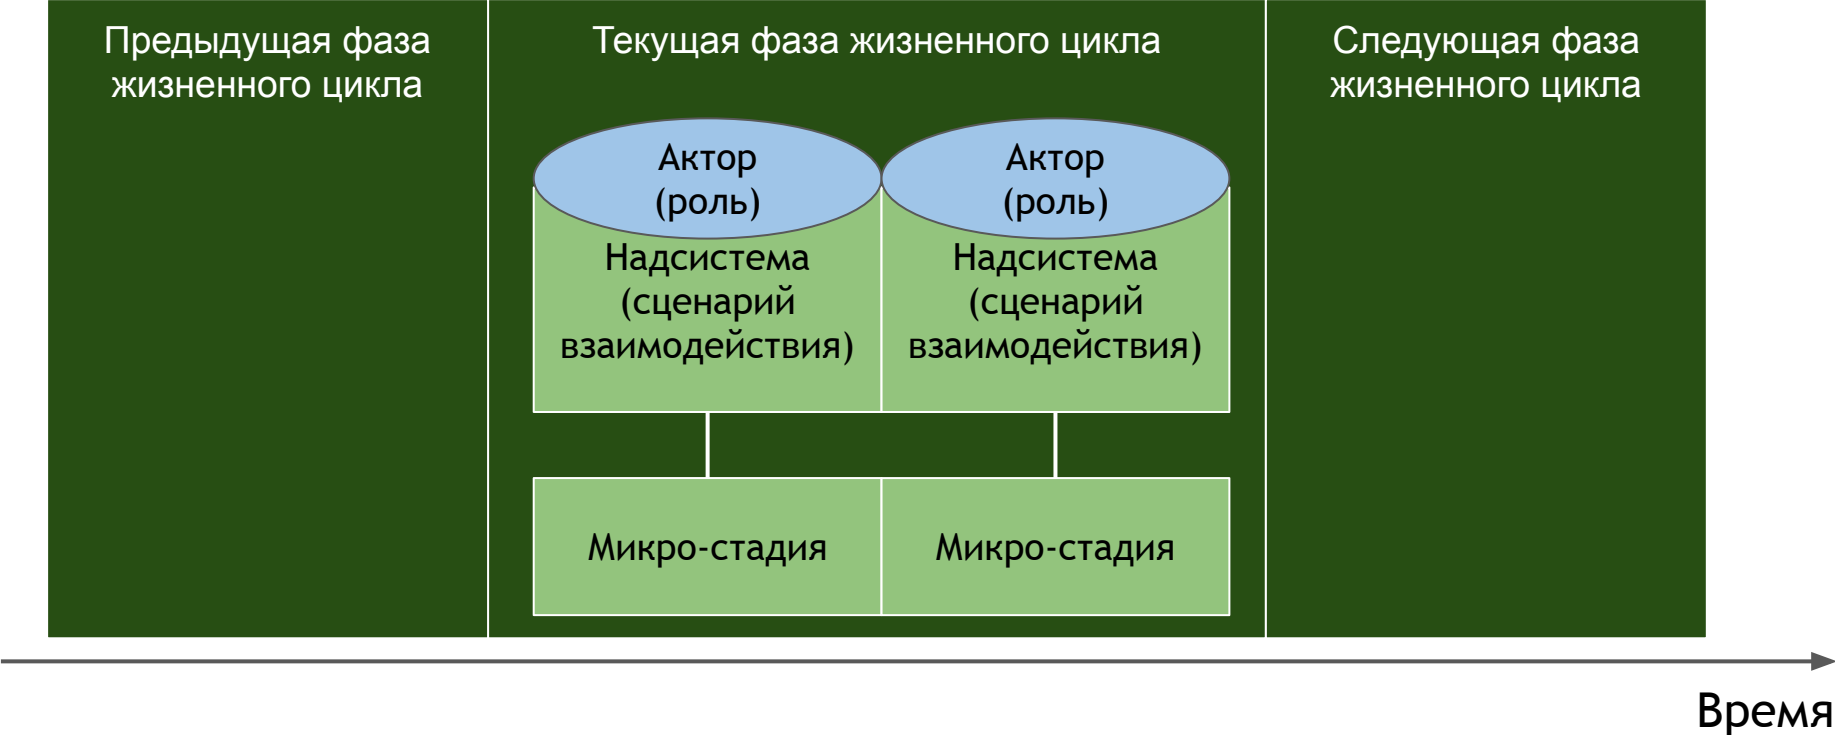 Предыдущая фаза
жизненного цикла
Текущая фаза жизненного цикла
Следующая фаза
жизненного цикла
Актор
(роль)
Надсистема
(сценарий
взаимодействия)
Актор
(роль)
Надсистема
(сценарий
взаимодействия)
Микро-стадия
Микро-стадия
Время